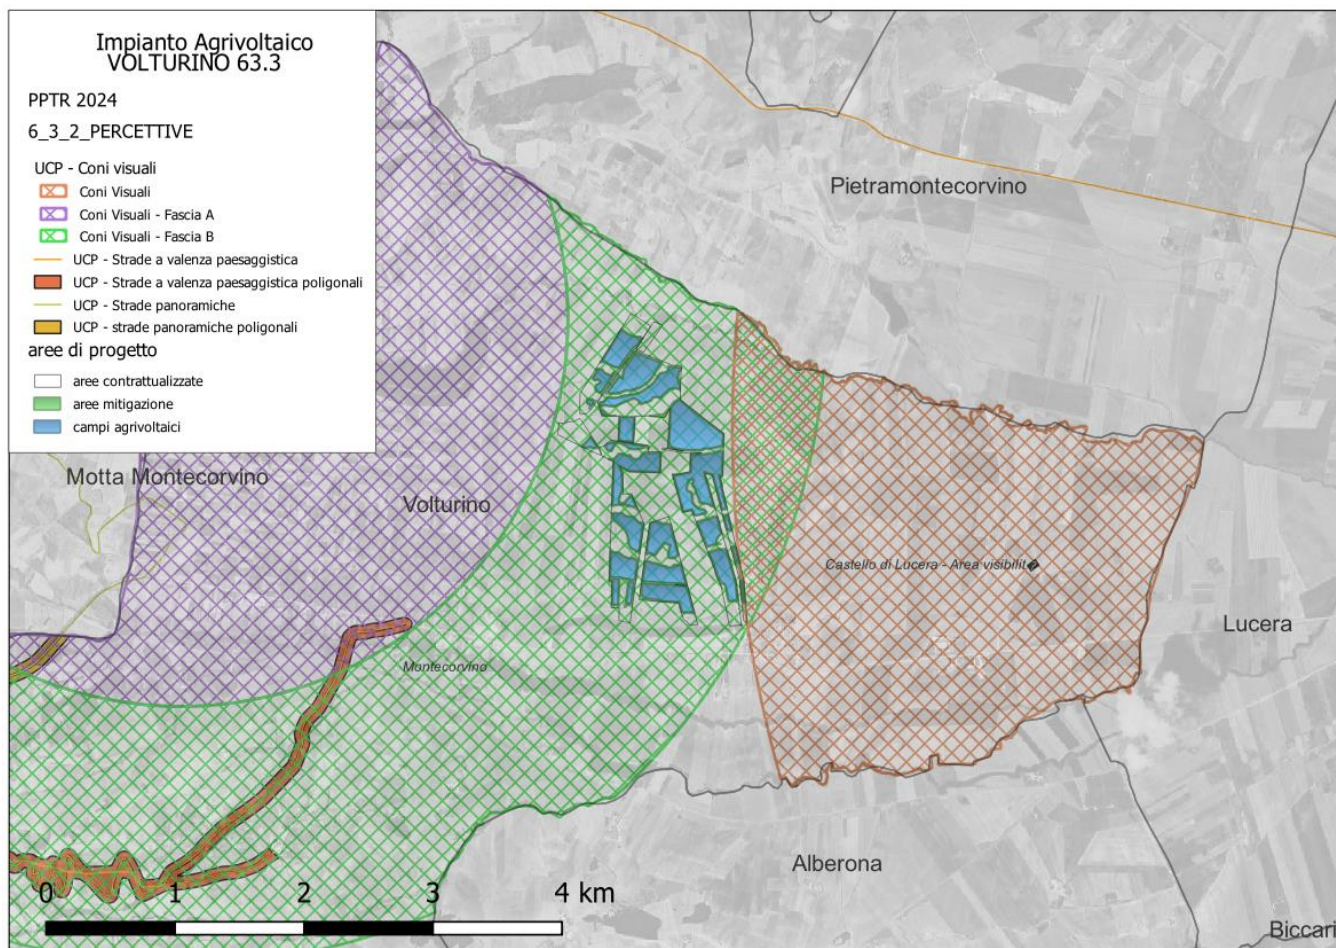 Impianto Agrivoltaico
VOLTURINO 63.3
PPTR 2024
6_3_2_PERCETTIVE
UCP - Coni visuali
Coni Visuali
Coni Visuali - Fascia A
Coni Visuali - Fascia B
UCP - Strade a valenza paesaggistica
UCP - Strade a valenza paesaggistica poligonali
UCP - Strade panoramiche
UCP - strade panoramiche poligonali
aree di progetto
aree contrattualizzate
aree mitigazione
campi agrivoltaici
Pietramontecorvino
Motta Montecorvino
Volturino
Castello di Lucera - Area visibilit�
Lucera
Montecorvino
Alberona
0 1 2 3 4 km
Biccari